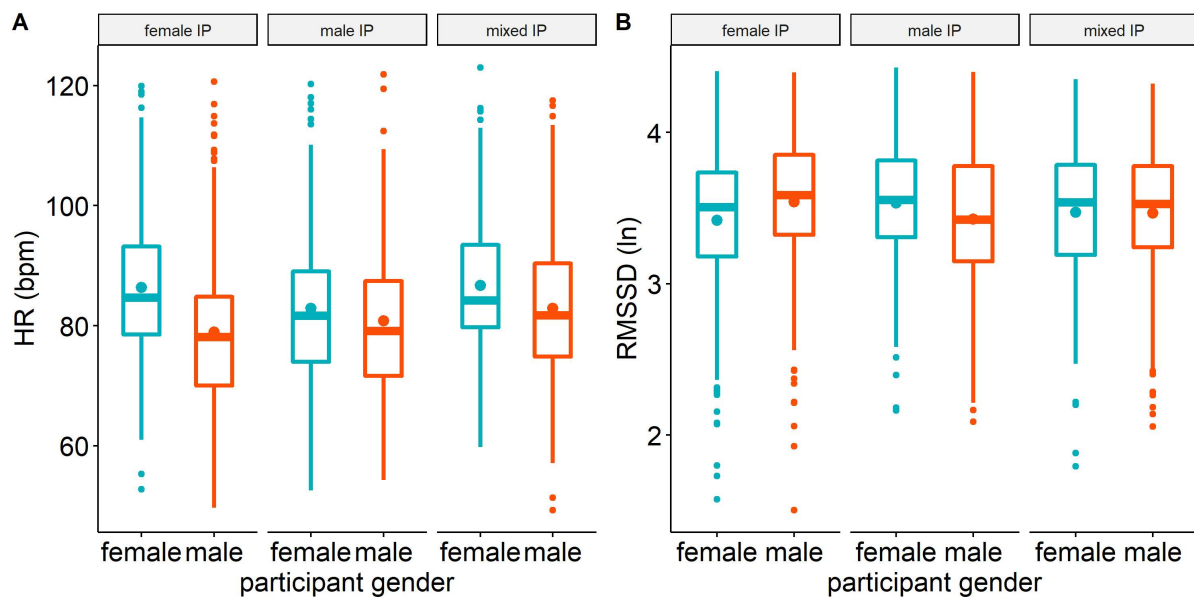 A
female IP
male IP
mixed IP
HR (bpm)
120
100
80
60
female male
female male
female male
participant gender
B
female IP
male IP
mixed IP
RMSSD (ln)
4
3
2
female male
female male
female male
participant gender